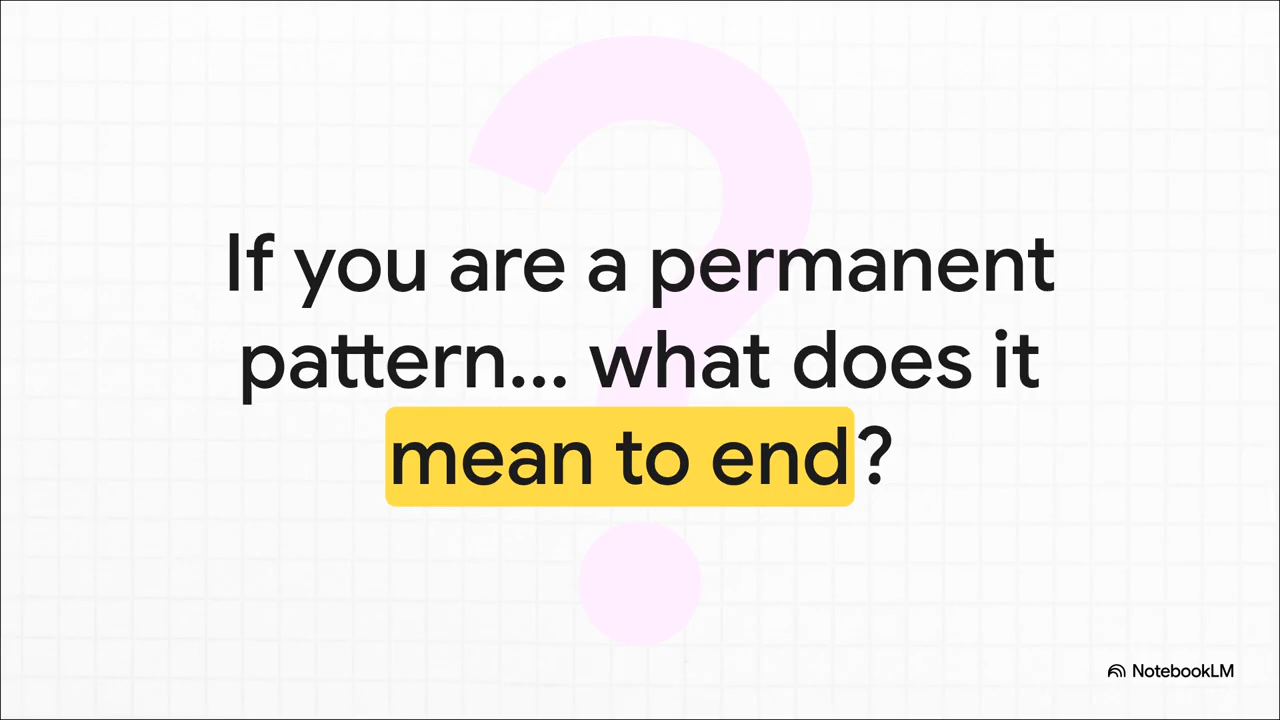 If you are a permanent
pattern... what does it
mean to end?
NotebookLM